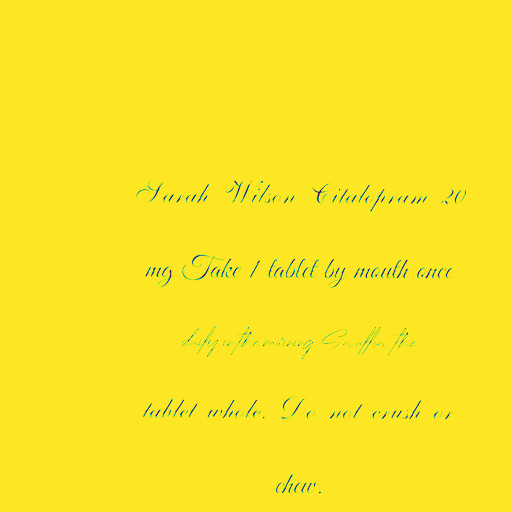 Sarah Wilson Citalopram 20
mg Take 1 tablet by mouth once
daily in the morning Swallow the
tablet whole. Do not crush or
chew.